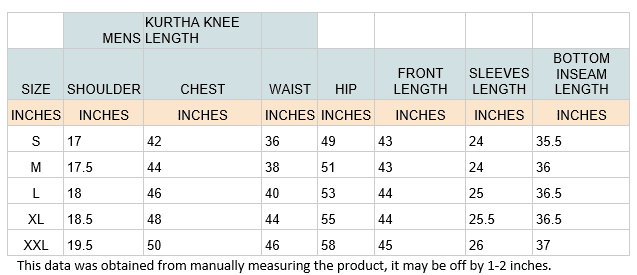 MENS KURTHA KNEE LENGTH
SIZE SHOULDER CHEST WAIST HIP FRONT LENGTH SLEEVES LENGTH BOTTOM INSEAM LENGTH
INCHES INCHES INCHES INCHES INCHES INCHES INCHES INCHES
S 17 42 36 49 43 24 35.5
M 17.5 44 38 51 43 24 36
L 18 46 40 53 44 25 36.5
XL 18.5 48 44 55 44 25.5 36.5
XXL 19.5 50 46 58 45 26 37
This data was obtained from manually measuring the product, it may be off by 1-2 inches.